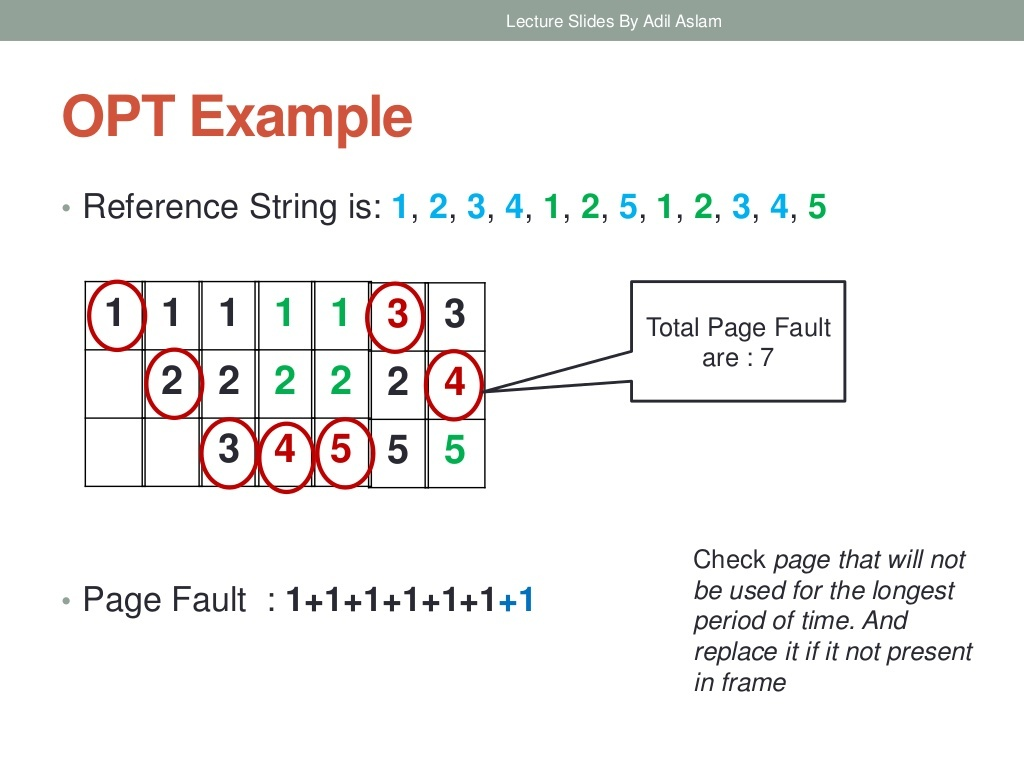 Lecture Slides By Adil Aslam
OPT Example
• Reference String is: 1, 2, 3, 4, 1, 2, 5, 1, 2, 3, 4, 5
1 1 1 1 1 3 3
2 2 2 2 2 4
3 4 5 5 5
Total Page Fault
are : 7
• Page Fault : 1+1+1+1+1+1+1
Check page that will not
be used for the longest
period of time. And
replace it if it not present
in frame